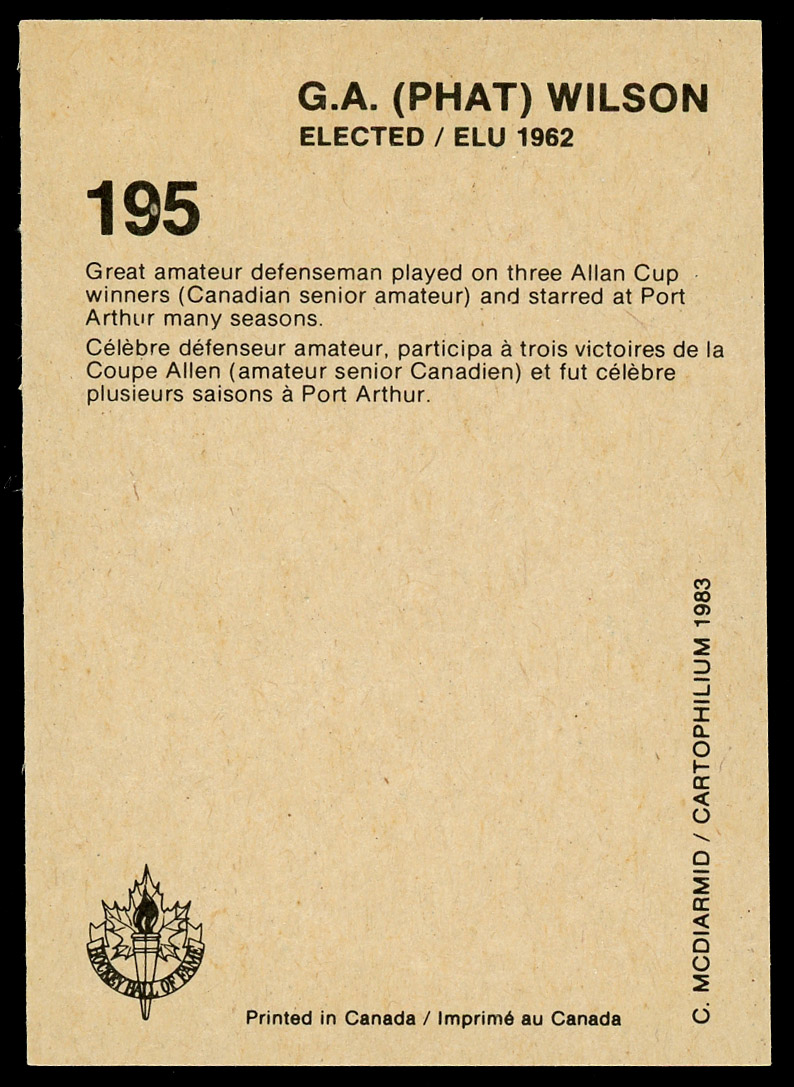 G.A. (PHAT) WILSON
ELECTED / ELU 1962
195
Great amateur defenseman played on three Allan Cup
winners (Canadian senior amateur) and starred at Port
Arthur many seasons.
Célèbre défenseur amateur, participa à trois victoires de la
Coupe Allen (amateur senior Canadien) et fut célèbre
plusieurs saisons à Port Arthur.
C. MCDIARMID / CARTOPHILIUM 1983
HOCKEY HALL OF FAME
Printed in Canada / Imprimé au Canada